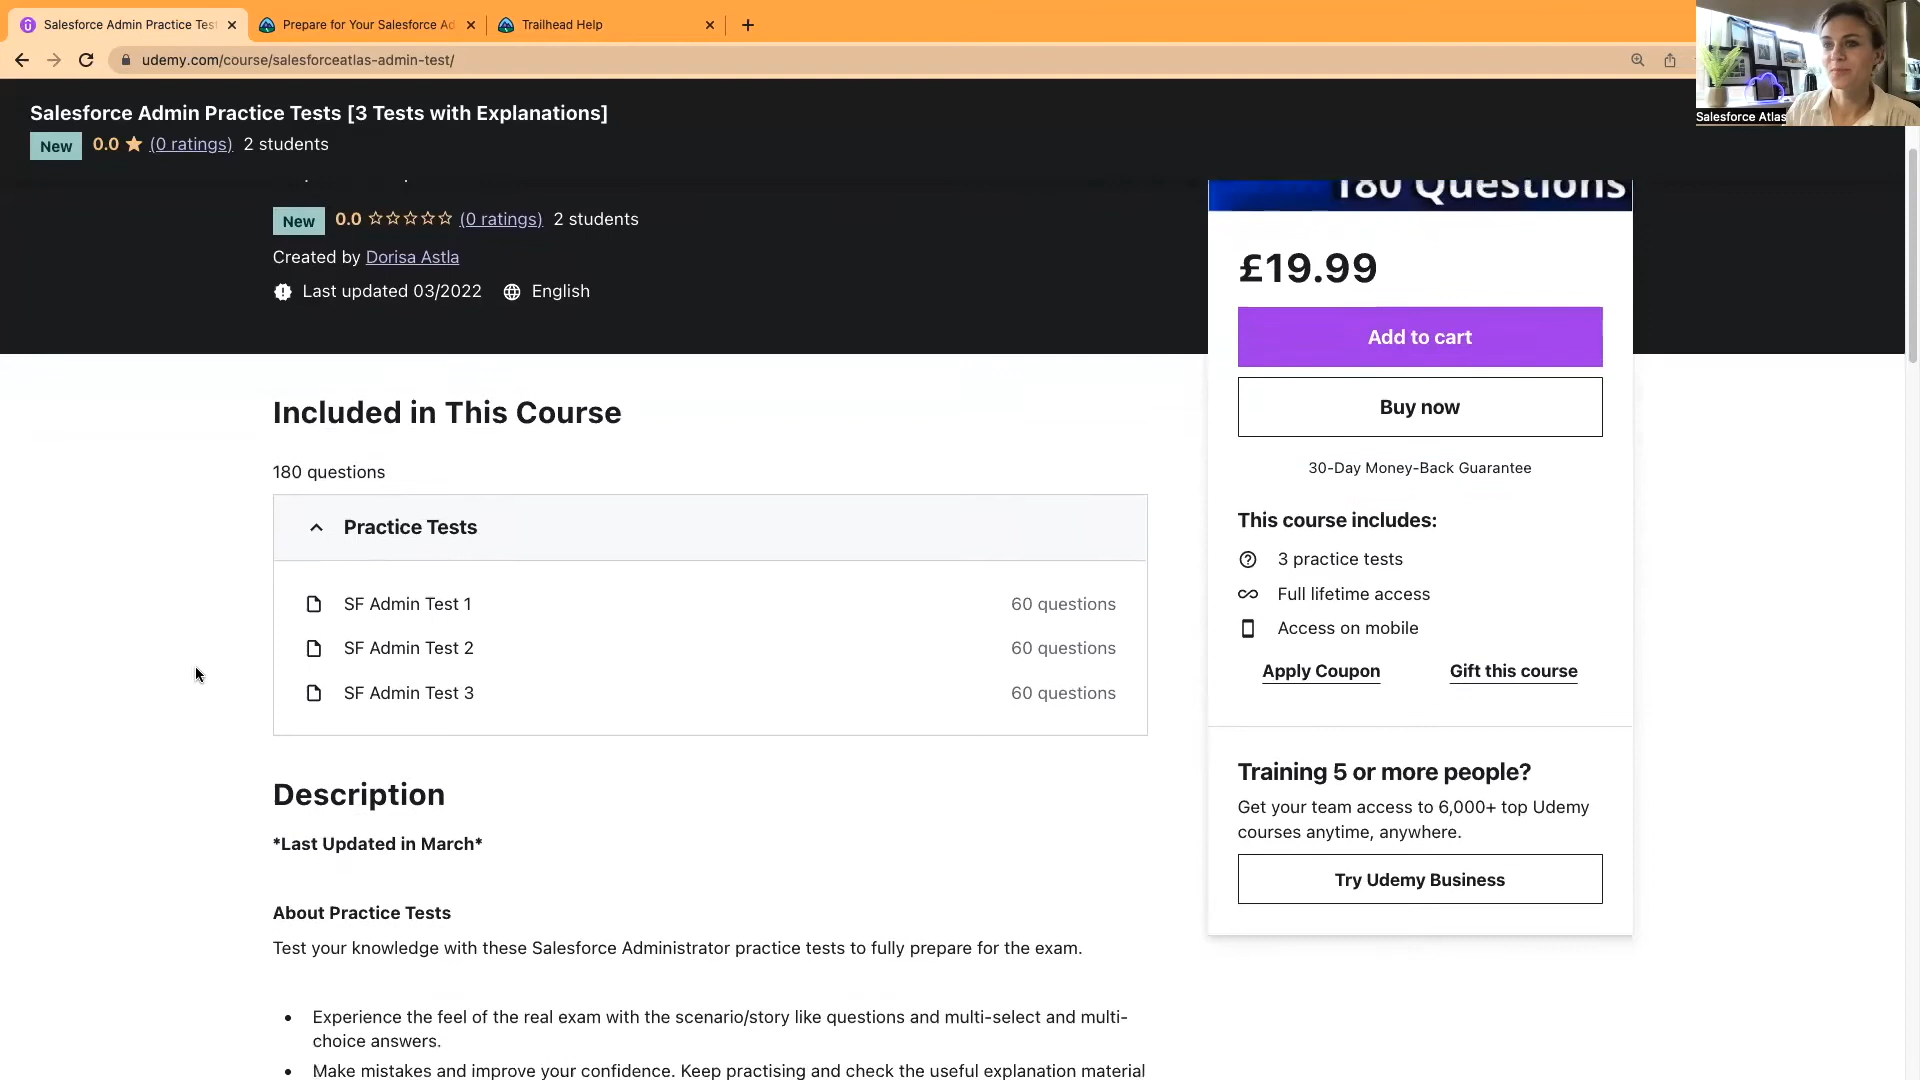 Salesforce Admin Practice Test
Prepare for Your Salesforce Ad
Trailhead Help
udemy.com/course/salesforceatlas-admin-test/
Salesforce Atlas
Salesforce Admin Practice Tests [3 Tests with Explanations]
New 0.0 (0 ratings) 2 students
180 Questions
New 0.0 (0 ratings) 2 students
Created by Dorisa Astla
Last updated 03/2022 English
£19.99
Add to cart
Buy now
30-Day Money-Back Guarantee
This course includes:
3 practice tests
Full lifetime access
Access on mobile
Apply Coupon Gift this course
Training 5 or more people?
Get your team access to 6,000+ top Udemy
courses anytime, anywhere.
Try Udemy Business
Included in This Course
180 questions
Practice Tests
SF Admin Test 1 60 questions
SF Admin Test 2 60 questions
SF Admin Test 3 60 questions
Description
*Last Updated in March*
About Practice Tests
Test your knowledge with these Salesforce Administrator practice tests to fully prepare for the exam.
• Experience the feel of the real exam with the scenario/story like questions and multi-select and multi-
choice answers.
• Make mistakes and improve your confidence. Keep practising and check the useful explanation material